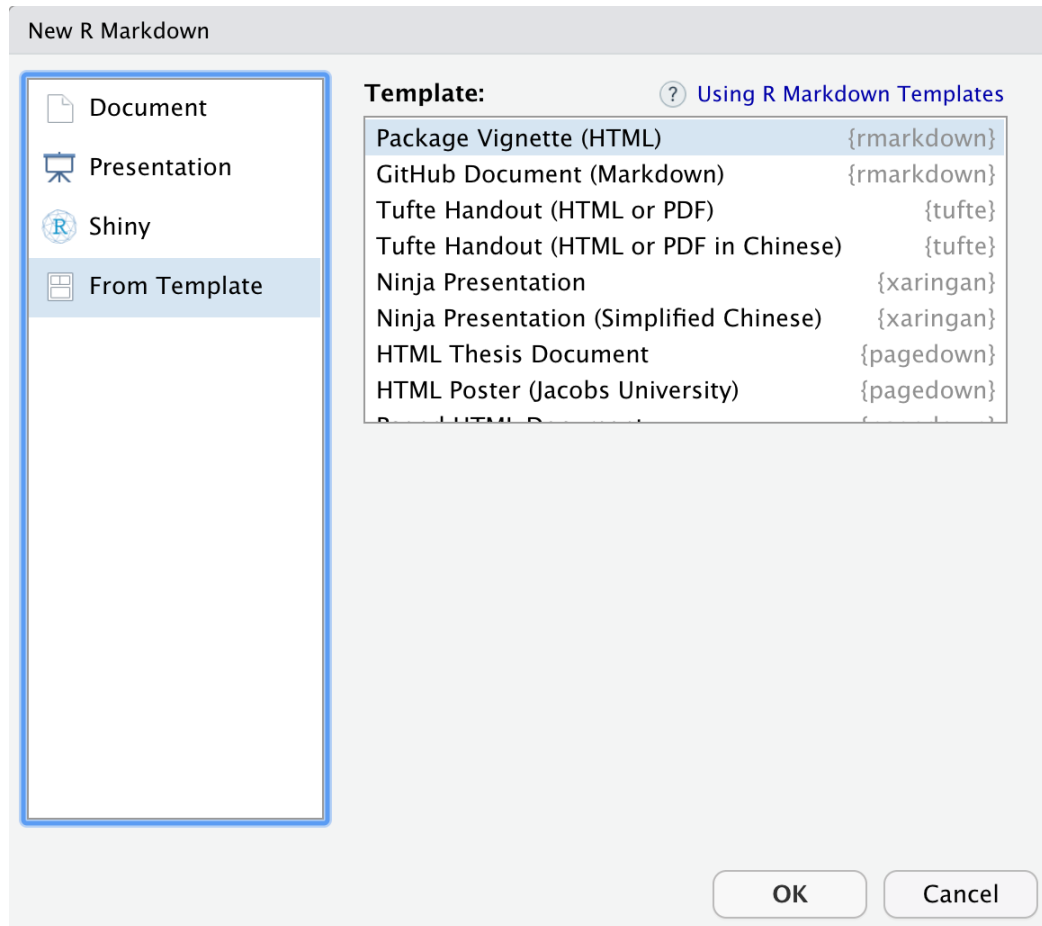 New R Markdown
Document
Presentation
R Shiny
From Template
Template: ? Using R Markdown Templates
Package Vignette (HTML) {rmarkdown}
GitHub Document (Markdown) {rmarkdown}
Tufte Handout (HTML or PDF) {tufte}
Tufte Handout (HTML or PDF in Chinese) {tufte}
Ninja Presentation {xaringan}
Ninja Presentation (Simplified Chinese) {xaringan}
HTML Thesis Document {pagedown}
HTML Poster (Jacobs University) {pagedown}
OK Cancel